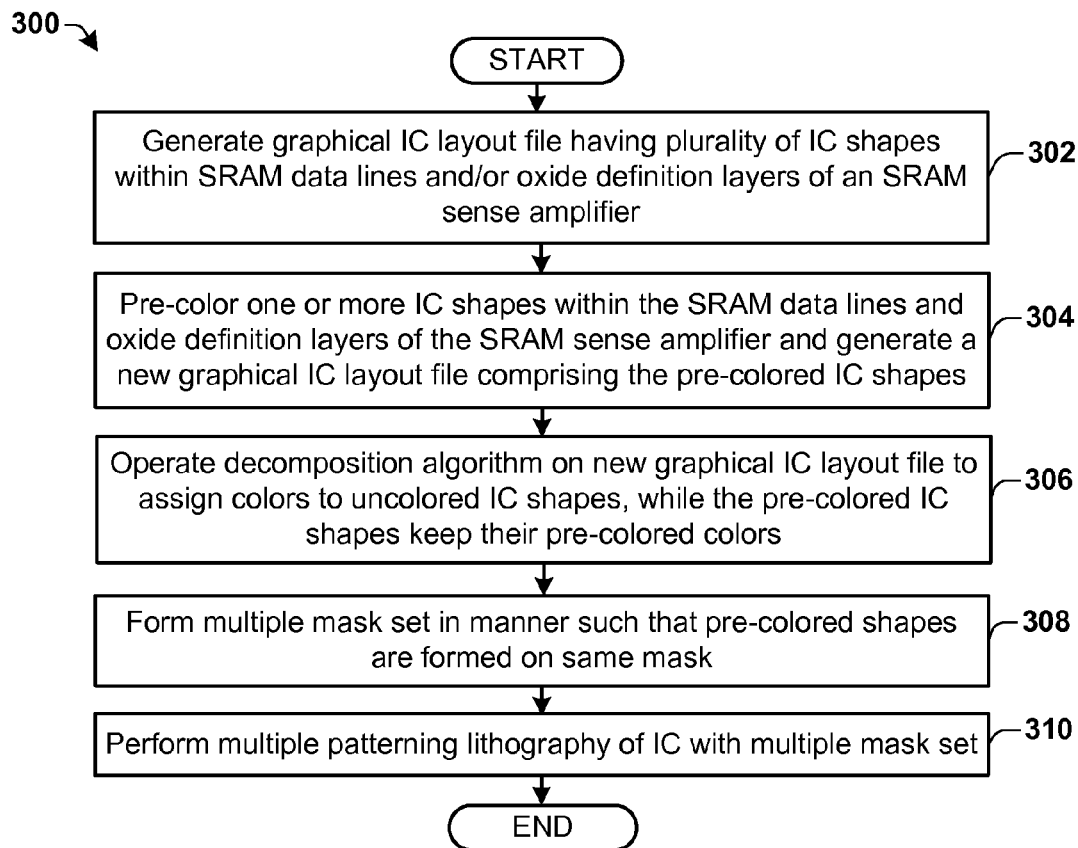 300
START
Generate graphical IC layout file having plurality of IC shapes
within SRAM data lines and/or oxide definition layers of an SRAM
sense amplifier
302
Pre-color one or more IC shapes within the SRAM data lines and
oxide definition layers of the SRAM sense amplifier and generate a
new graphical IC layout file comprising the pre-colored IC shapes
304
Operate decomposition algorithm on new graphical IC layout file to
assign colors to uncolored IC shapes, while the pre-colored IC
shapes keep their pre-colored colors
306
Form multiple mask set in manner such that pre-colored shapes
are formed on same mask
308
Perform multiple patterning lithography of IC with multiple mask set
310
END